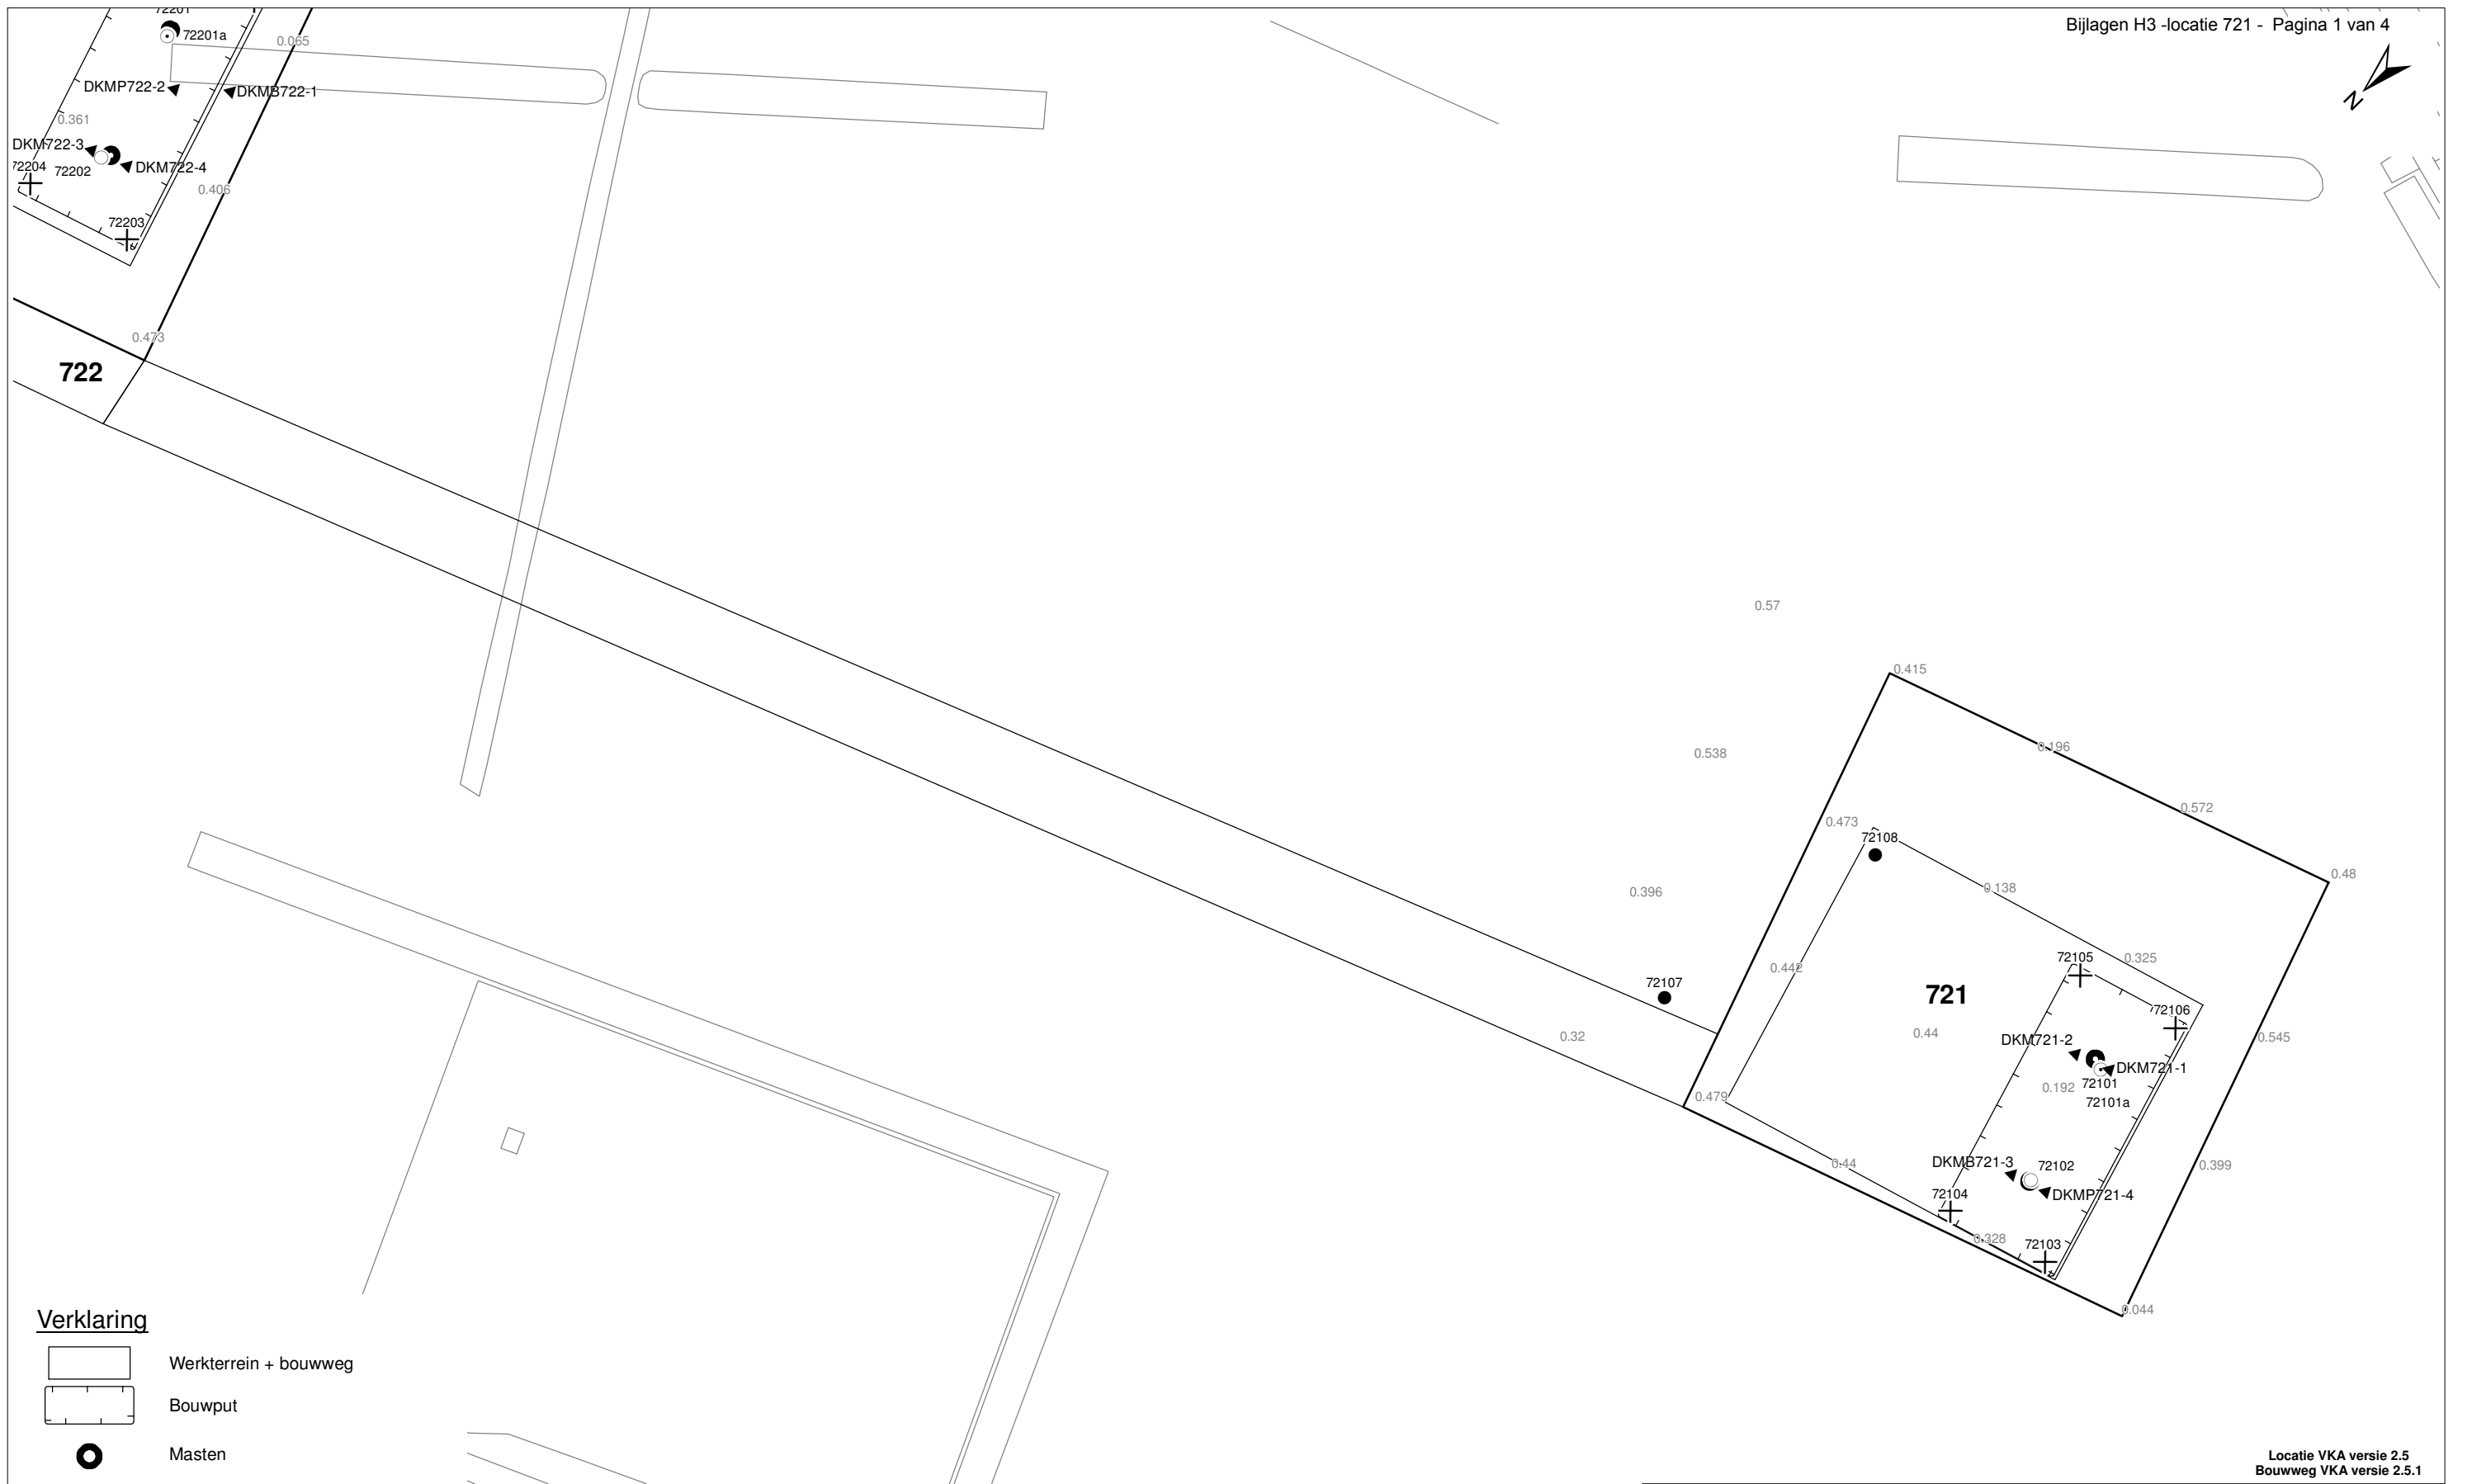 Bijlagen H3 -locatie 721 - Pagina 1 van 4
N
72201
72201a
0.065
DKMP722-2
DKMB722-1
0.361
DKM722-3
72204
72202
DKM722-4
0.406
72203
0.473
722
0.57
0.415
0.538
0.196
0.572
0.473
72108
0.48
0.138
0.396
0.442
72105
0.325
72107
721
72106
0.32
0.44
DKM721-2
0.545
DKM721-1
0.192
72101
0.479
72101a
0.44
DKMB721-3
72102
0.399
72104
DKMP721-4
0.328
72103
0.044
Verklaring
Werkterrein + bouwweg
Bouwput
Masten
Locatie VKA versie 2.5
Bouwweg VKA versie 2.5.1